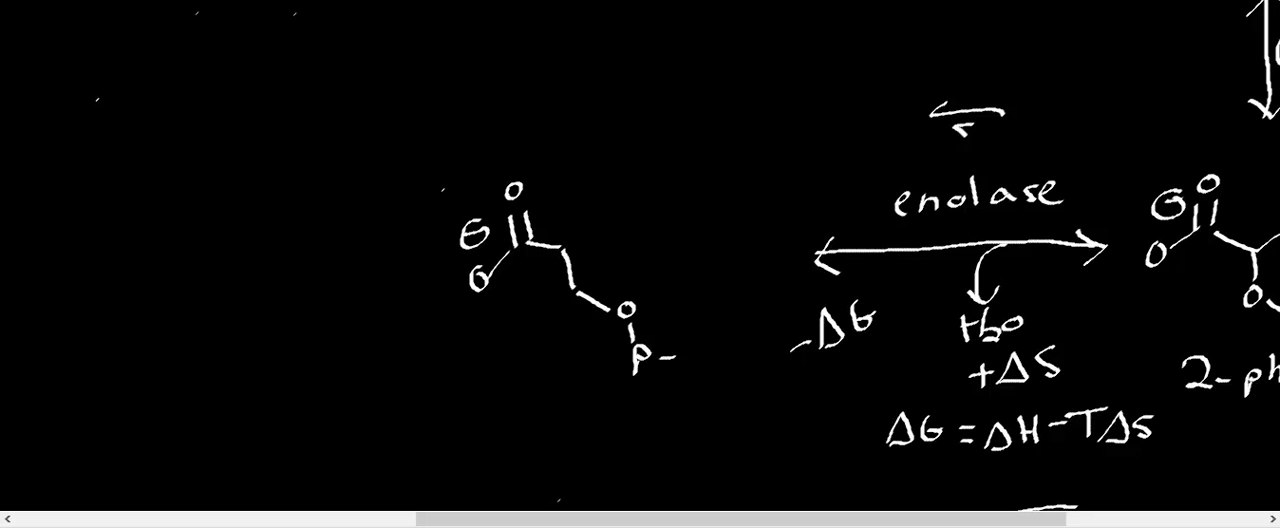 enolase
-ΔG
H2O
+ΔS
ΔG = ΔH - TΔS
O
⊖
O
O
P-
⊖ O
O
O
2-ph